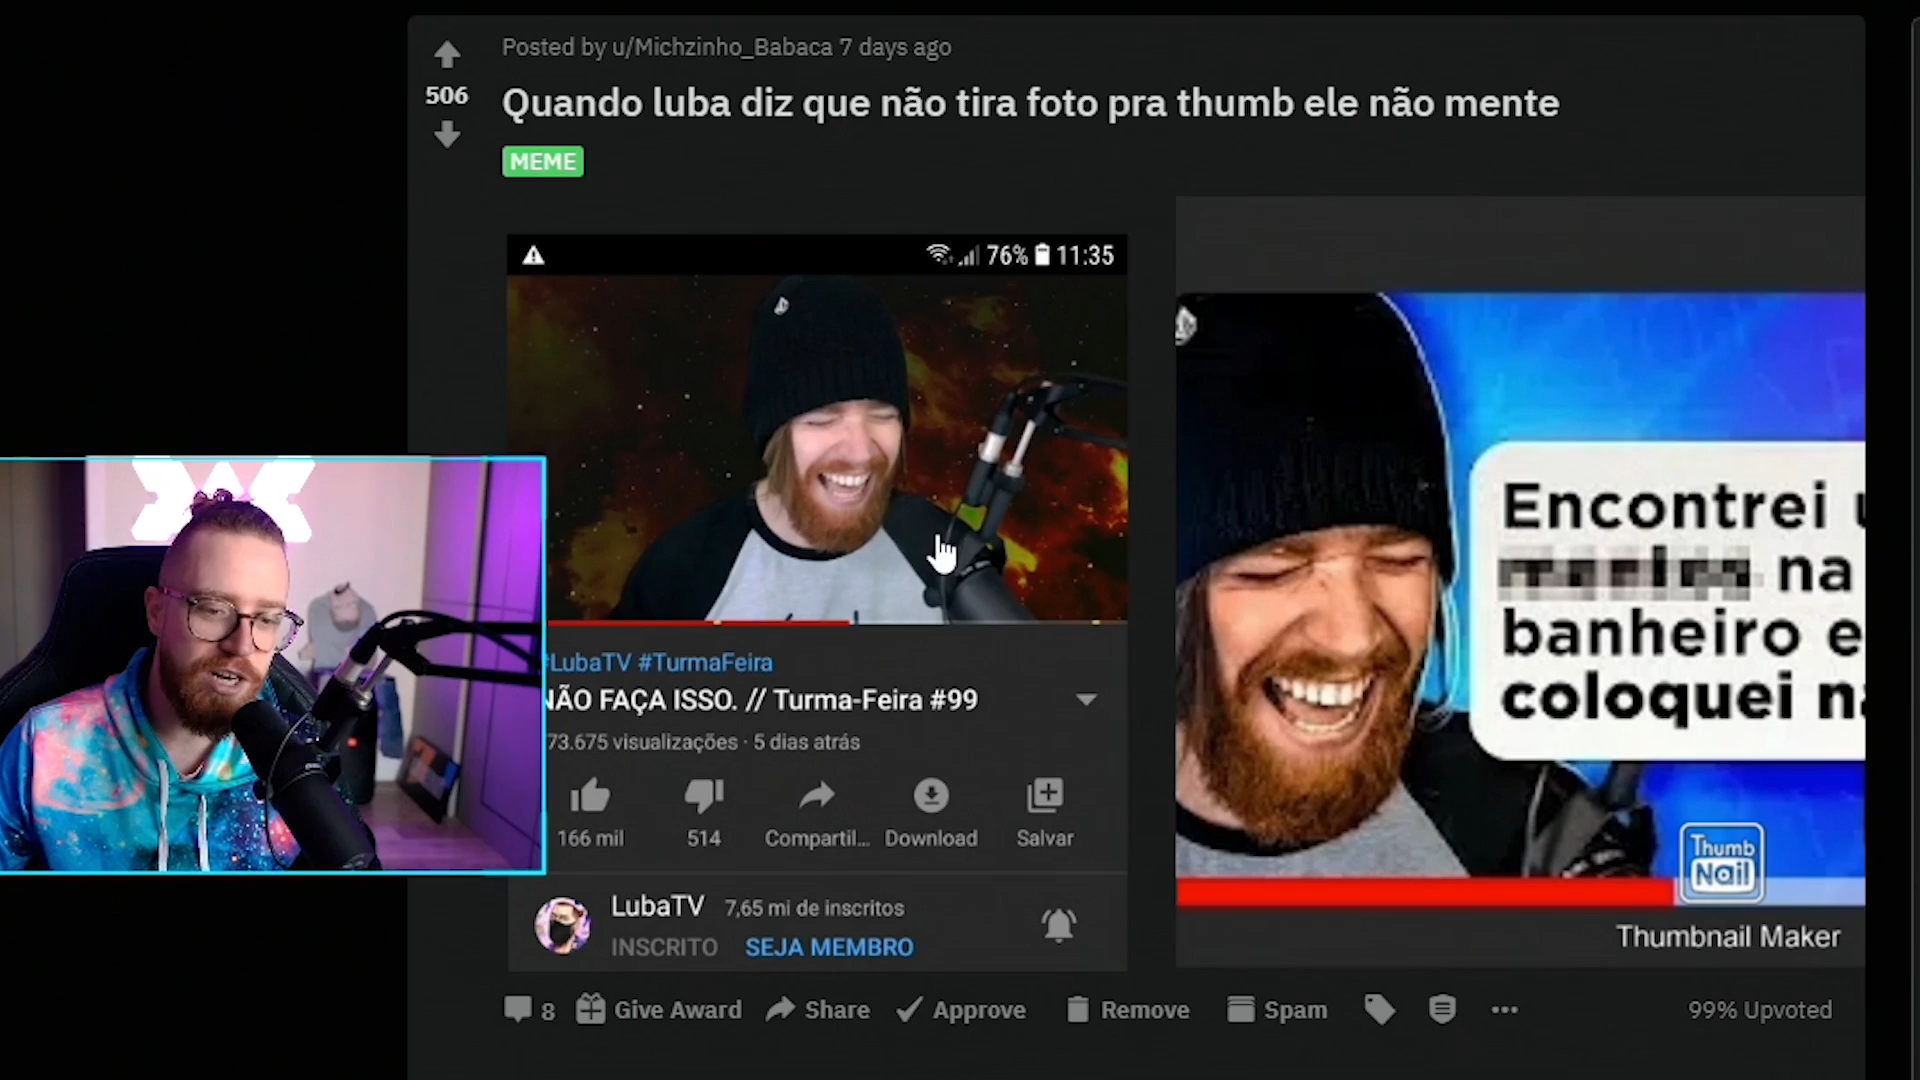 Posted by u/Michzinho_Babaca 7 days ago
506
Quando luba diz que não tira foto pra thumb ele não mente
MEME
76% 11:35
#LubaTV #TurmaFeira
NÃO FAÇA ISSO. // Turma-Feira #99
73.675 visualizações · 5 dias atrás
166 mil 514 Compartil... Download Salvar
LubaTV 7,65 mi de inscritos
INSCRITO SEJA MEMBRO
Encontrei
na
banheiro e
coloquei
Thumb
Nail
Thumbnail Maker
8 Give Award Share Approve Remove Spam ••• 99% Upvoted